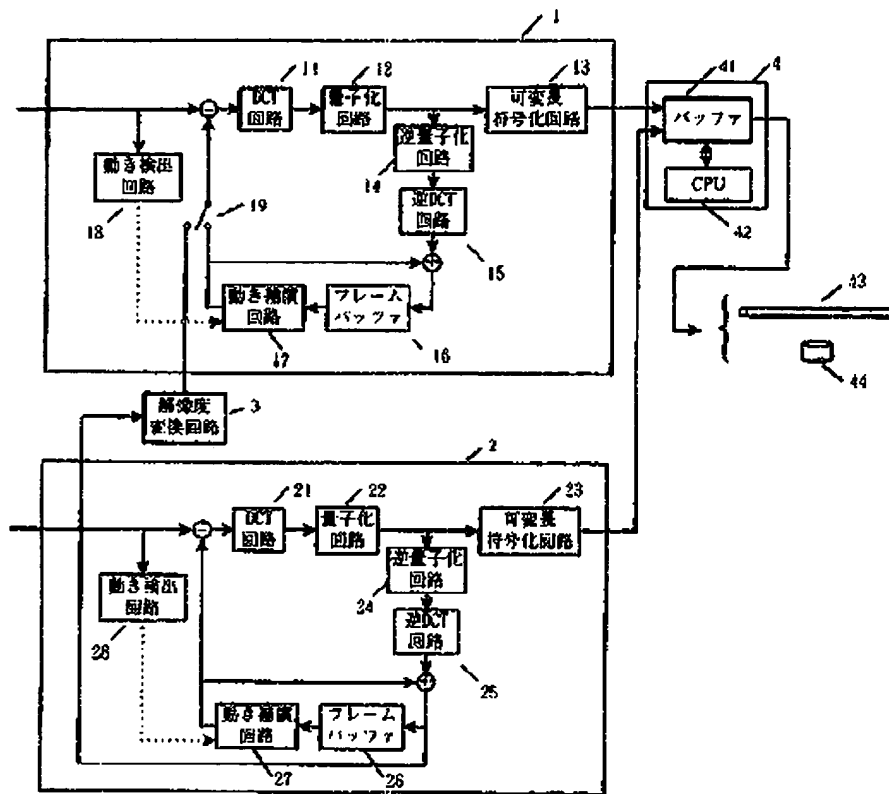 1
11
12
13
DCT
回路
量子化
回路
可変長
符号化回路
41
4
バッファ
CPU
42
逆量子化
回路
14
動き検出
回路
18
19
逆DCT
回路
15
動き補償
回路
17
フレーム
バッファ
16
43
44
解像度
変換回路
3
2
21
22
23
DCT
回路
量子化
回路
可変長
符号化回路
逆量子化
回路
24
動き検出
回路
28
逆DCT
回路
25
動き補償
回路
27
フレーム
バッファ
26